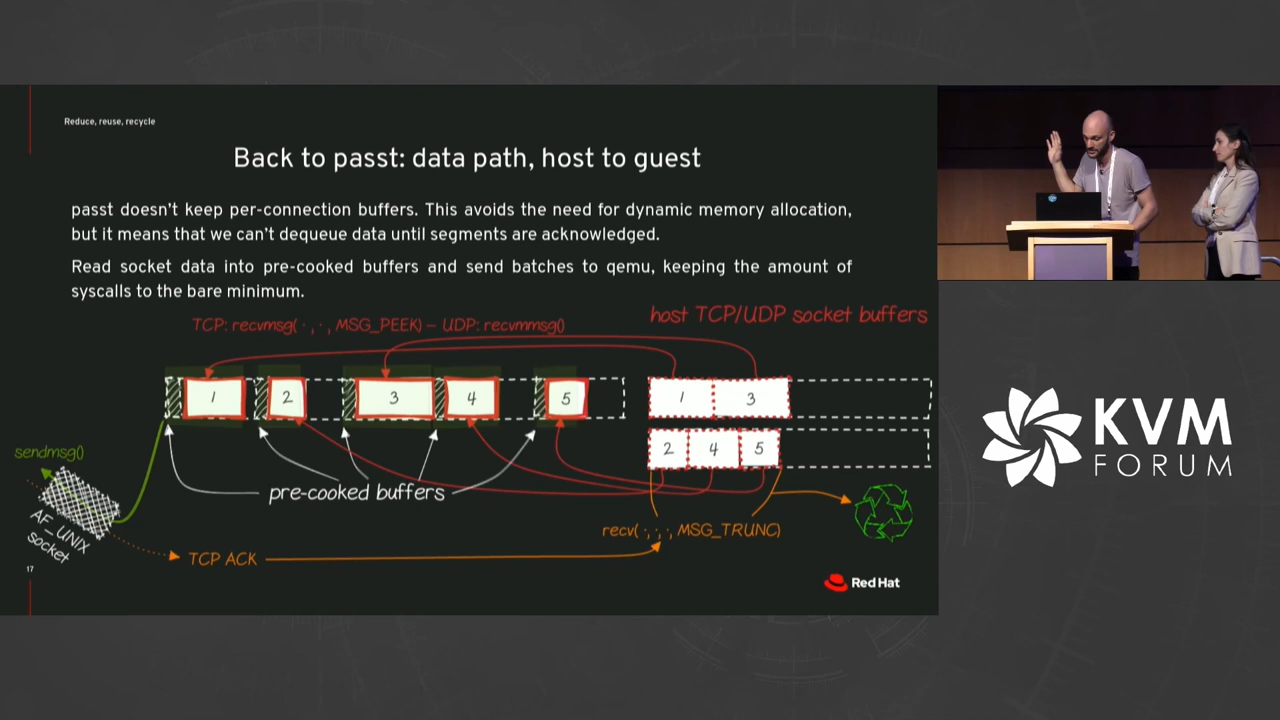 Reduce, reuse, recycle
Back to passt: data path, host to guest
passt doesn't keep per-connection buffers. This avoids the need for dynamic memory allocation,
but it means that we can't dequeue data until segments are acknowledged.
Read socket data into pre-cooked buffers and send batches to qemu, keeping the amount of
syscalls to the bare minimum.
host TCP/UDP socket buffers
TCP: recvmsg( · , · , MSG_PEEK) – UDP: recvmmsg()
1 2 3 4 5
1 3
2 4 5
sendmsg()
pre-cooked buffers
AF_UNIX
socket
recv( · , · , · , MSG_TRUNC)
TCP ACK
17
Red Hat
KVM
FORUM